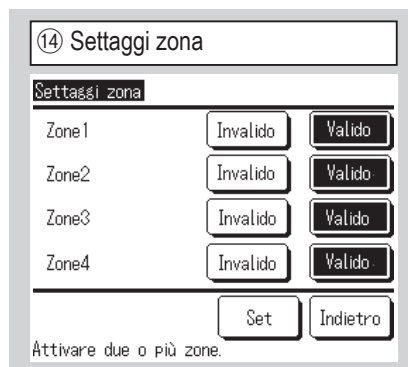 ⑭ Settaggi zona
Settaggi zona
Zone1 Invalido Valido
Zone2 Invalido Valido
Zone3 Invalido Valido
Zone4 Invalido Valido
Set Indietro
Attivare due o più zone.